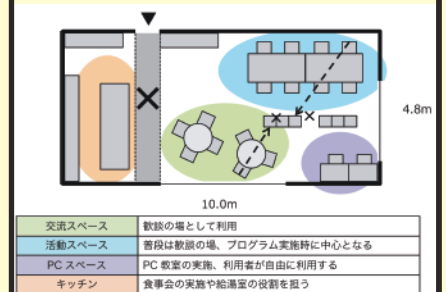 4.8m
10.0m
交流スペース 歓談の場として利用
活動スペース 普段は歓談の場、プログラム実施時に中心となる
PC スペース PC 教室の実施、利用者が自由に利用する
キッチン 食事会の実施や給湯室の役割を担う